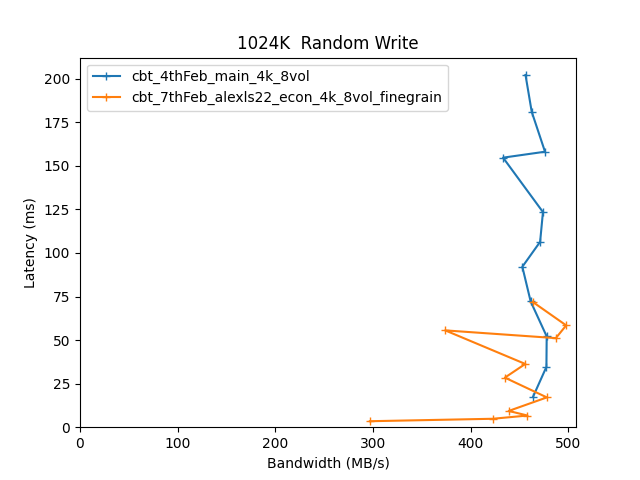 1024K  Random Write
cbt_4thFeb_main_4k_8vol
cbt_7thFeb_alexls22_econ_4k_8vol_finegrain
200
175
150
125
100
75
50
25
0
Latency (ms)
0 100 200 300 400 500
Bandwidth (MB/s)